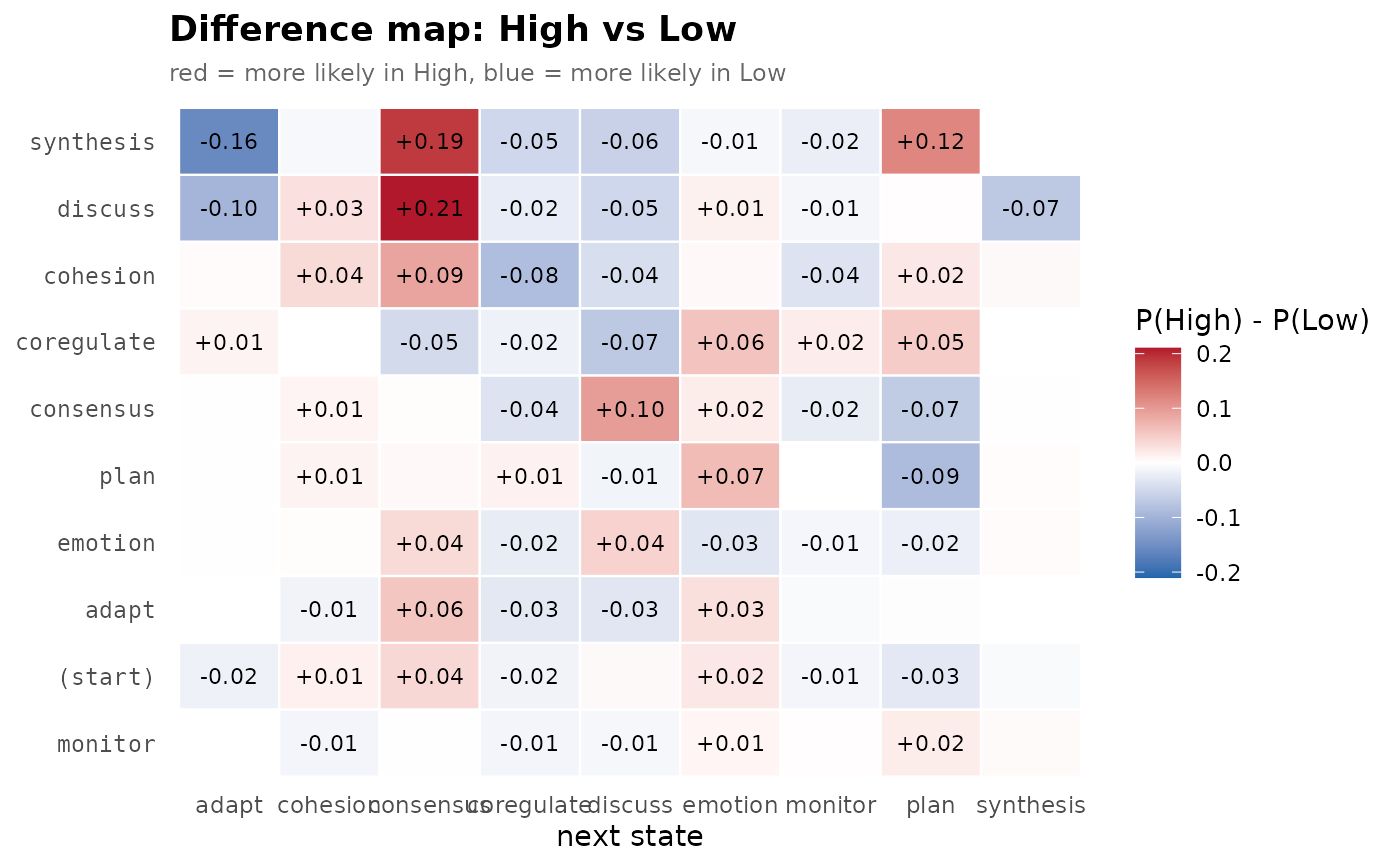 Difference map: High vs Low
red = more likely in High, blue = more likely in Low
synthesis -0.16 +0.19 -0.05 -0.06 -0.01 -0.02 +0.12
discuss -0.10 +0.03 +0.21 -0.02 -0.05 +0.01 -0.01 -0.07
cohesion +0.04 +0.09 -0.08 -0.04 -0.04 +0.02
coregulate +0.01 -0.05 -0.02 -0.07 +0.06 +0.02 +0.05
consensus +0.01 -0.04 +0.10 +0.02 -0.02 -0.07
plan +0.01 +0.01 -0.01 +0.07 -0.09
emotion +0.04 -0.02 +0.04 -0.03 -0.01 -0.02
adapt -0.01 +0.06 -0.03 -0.03 +0.03
(start) -0.02 +0.01 +0.04 -0.02 +0.02 -0.01 -0.03
monitor -0.01 -0.01 -0.01 +0.01 +0.02
adapt cohesion consensus coregulate discuss emotion monitor plan synthesis
next state
P(High) - P(Low)
0.2
0.1
0.0
-0.1
-0.2